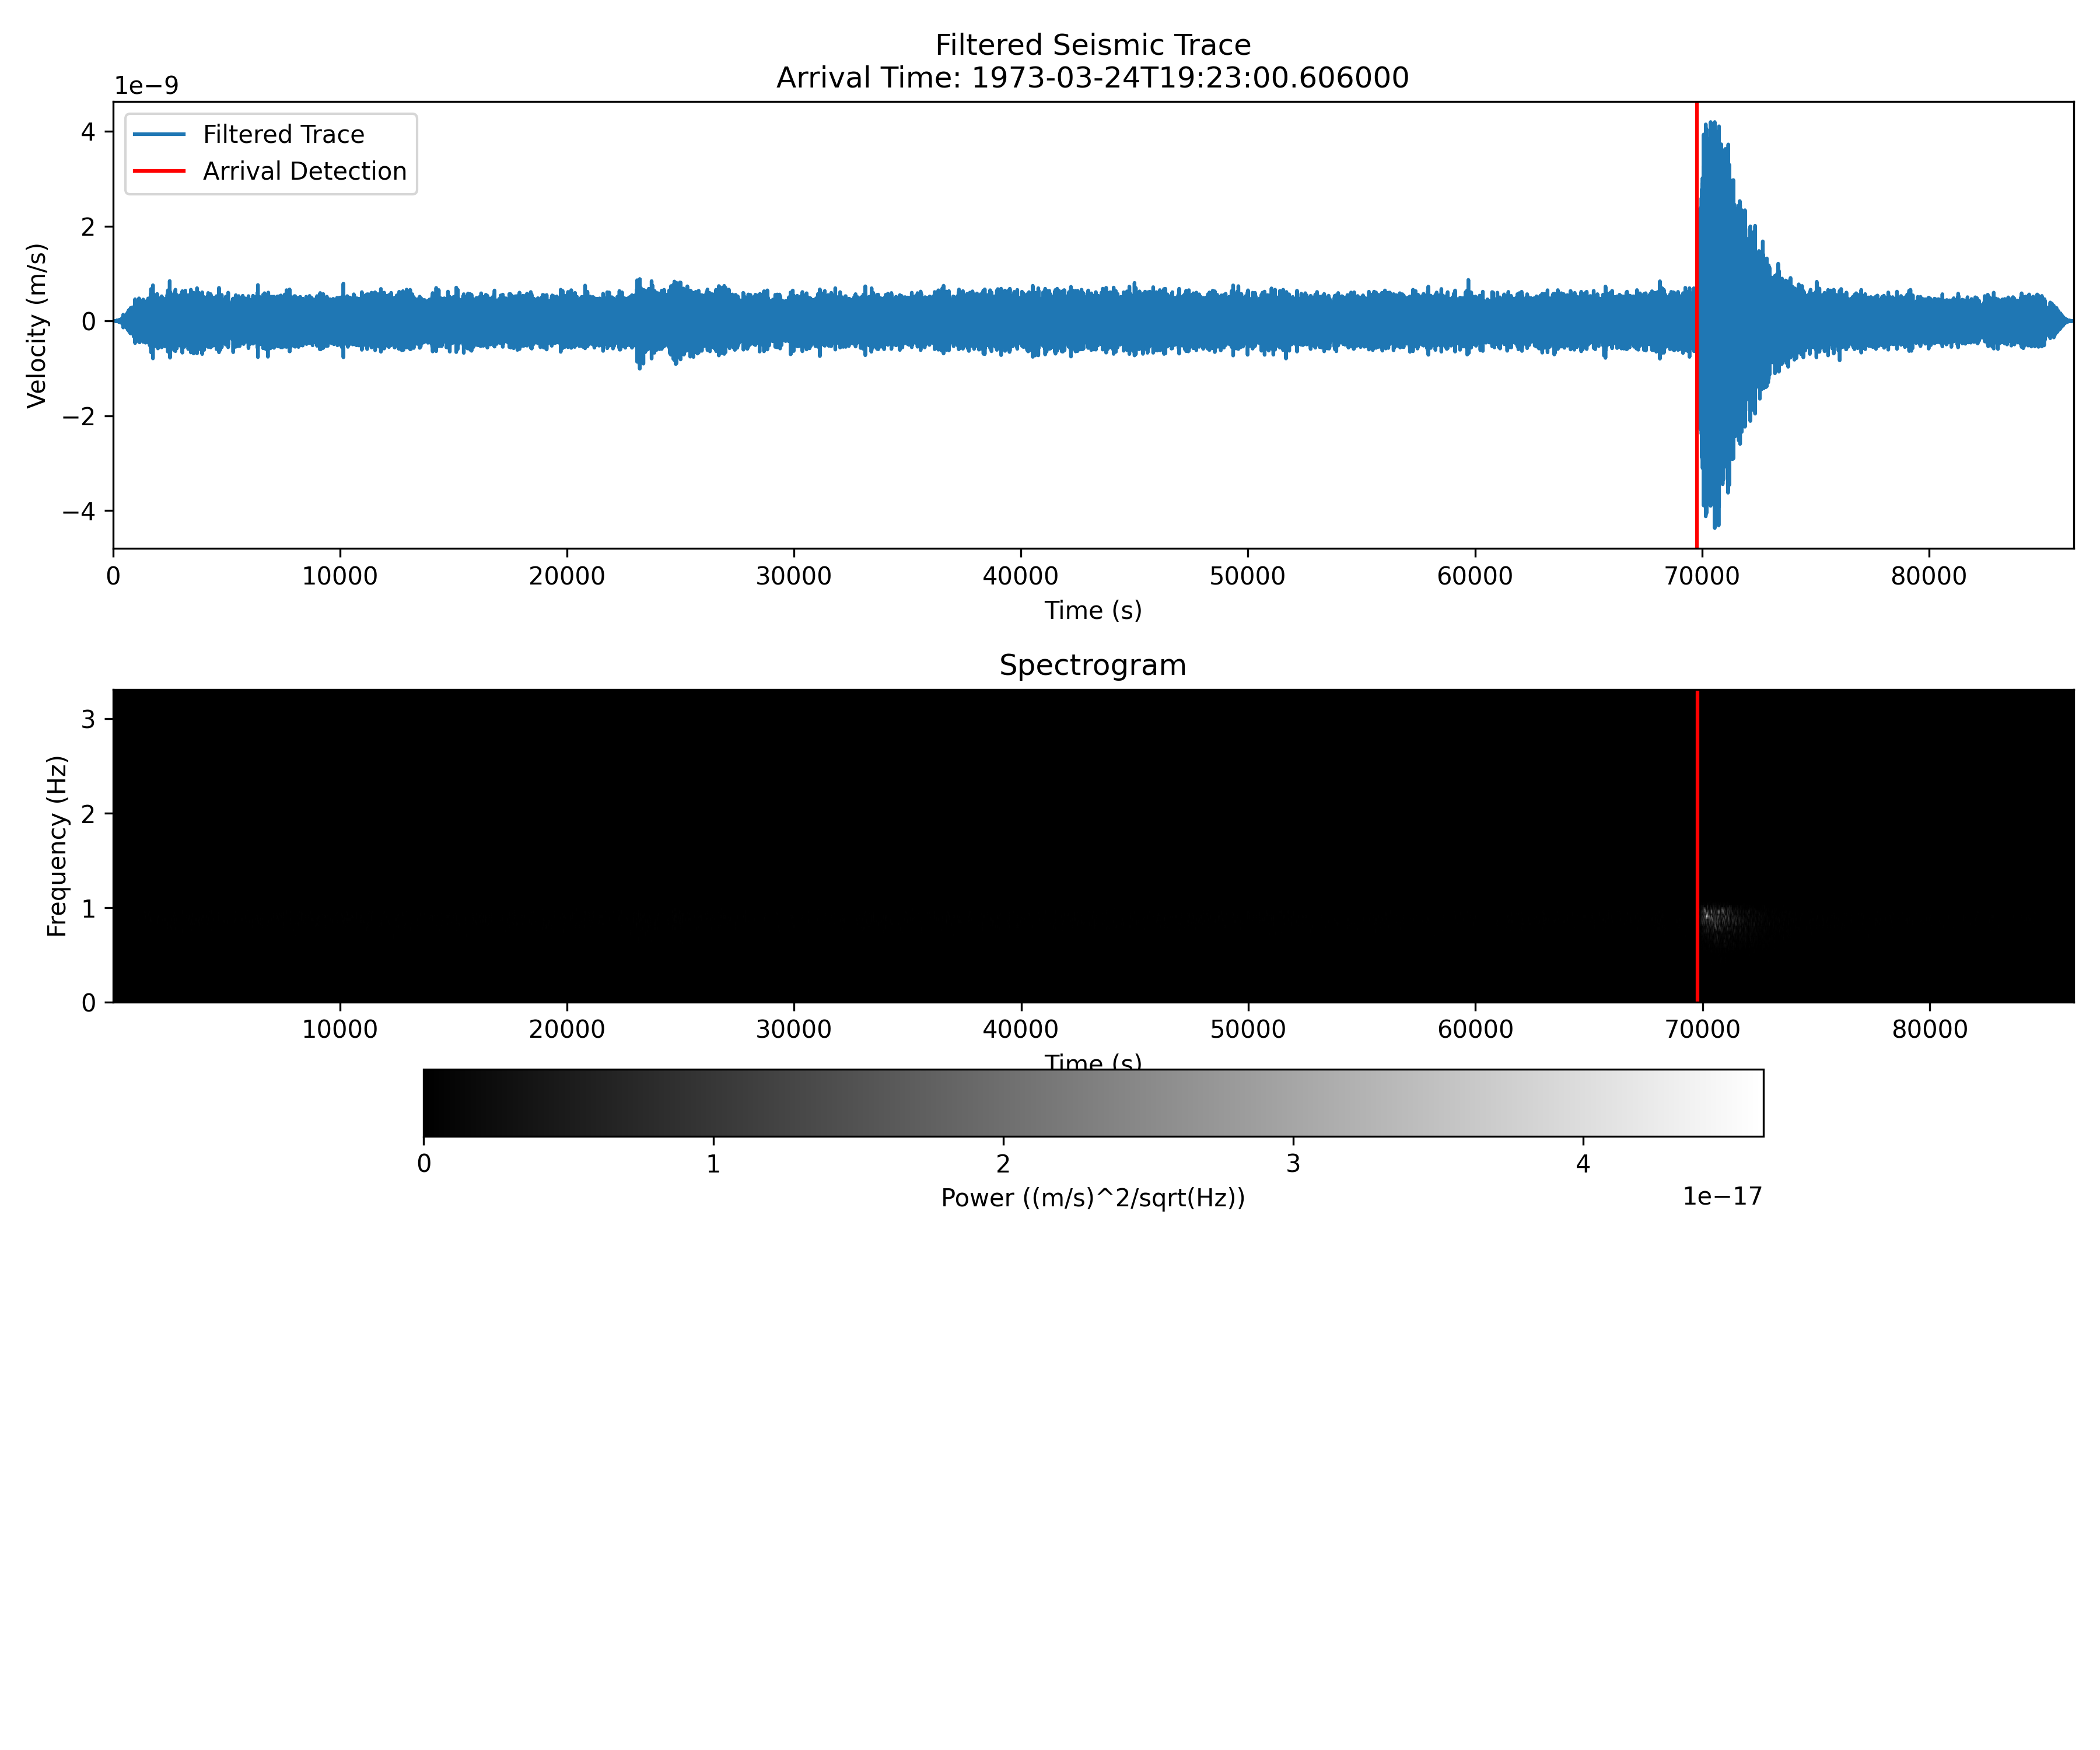 Filtered Seismic Trace
Arrival Time: 1973-03-24T19:23:00.606000
1e−9
Filtered Trace
Arrival Detection
4
2
0
−2
−4
Velocity (m/s)
0 10000 20000 30000 40000 50000 60000 70000 80000
Time (s)
Spectrogram
3
2
1
0
Frequency (Hz)
10000 20000 30000 40000 50000 60000 70000 80000
Time (s)
0 1 2 3 4
Power ((m/s)^2/sqrt(Hz))
1e−17